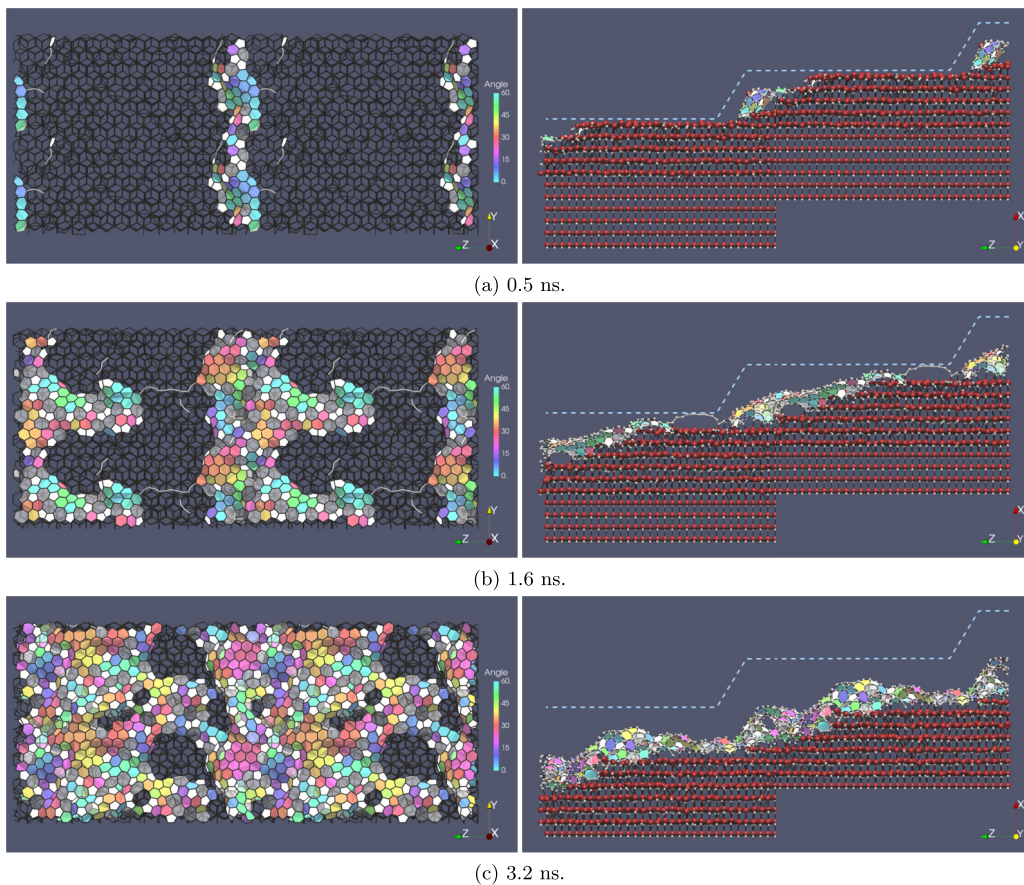 Angle
60.
45
30
15
0.
Y
Z X
X
Z Y
(a) 0.5 ns.
Angle
60.
45
30
15
0.
Y
Z X
X
Z Y
(b) 1.6 ns.
Angle
60.
45
30
15
0.
Y
Z X
X
Z Y
(c) 3.2 ns.